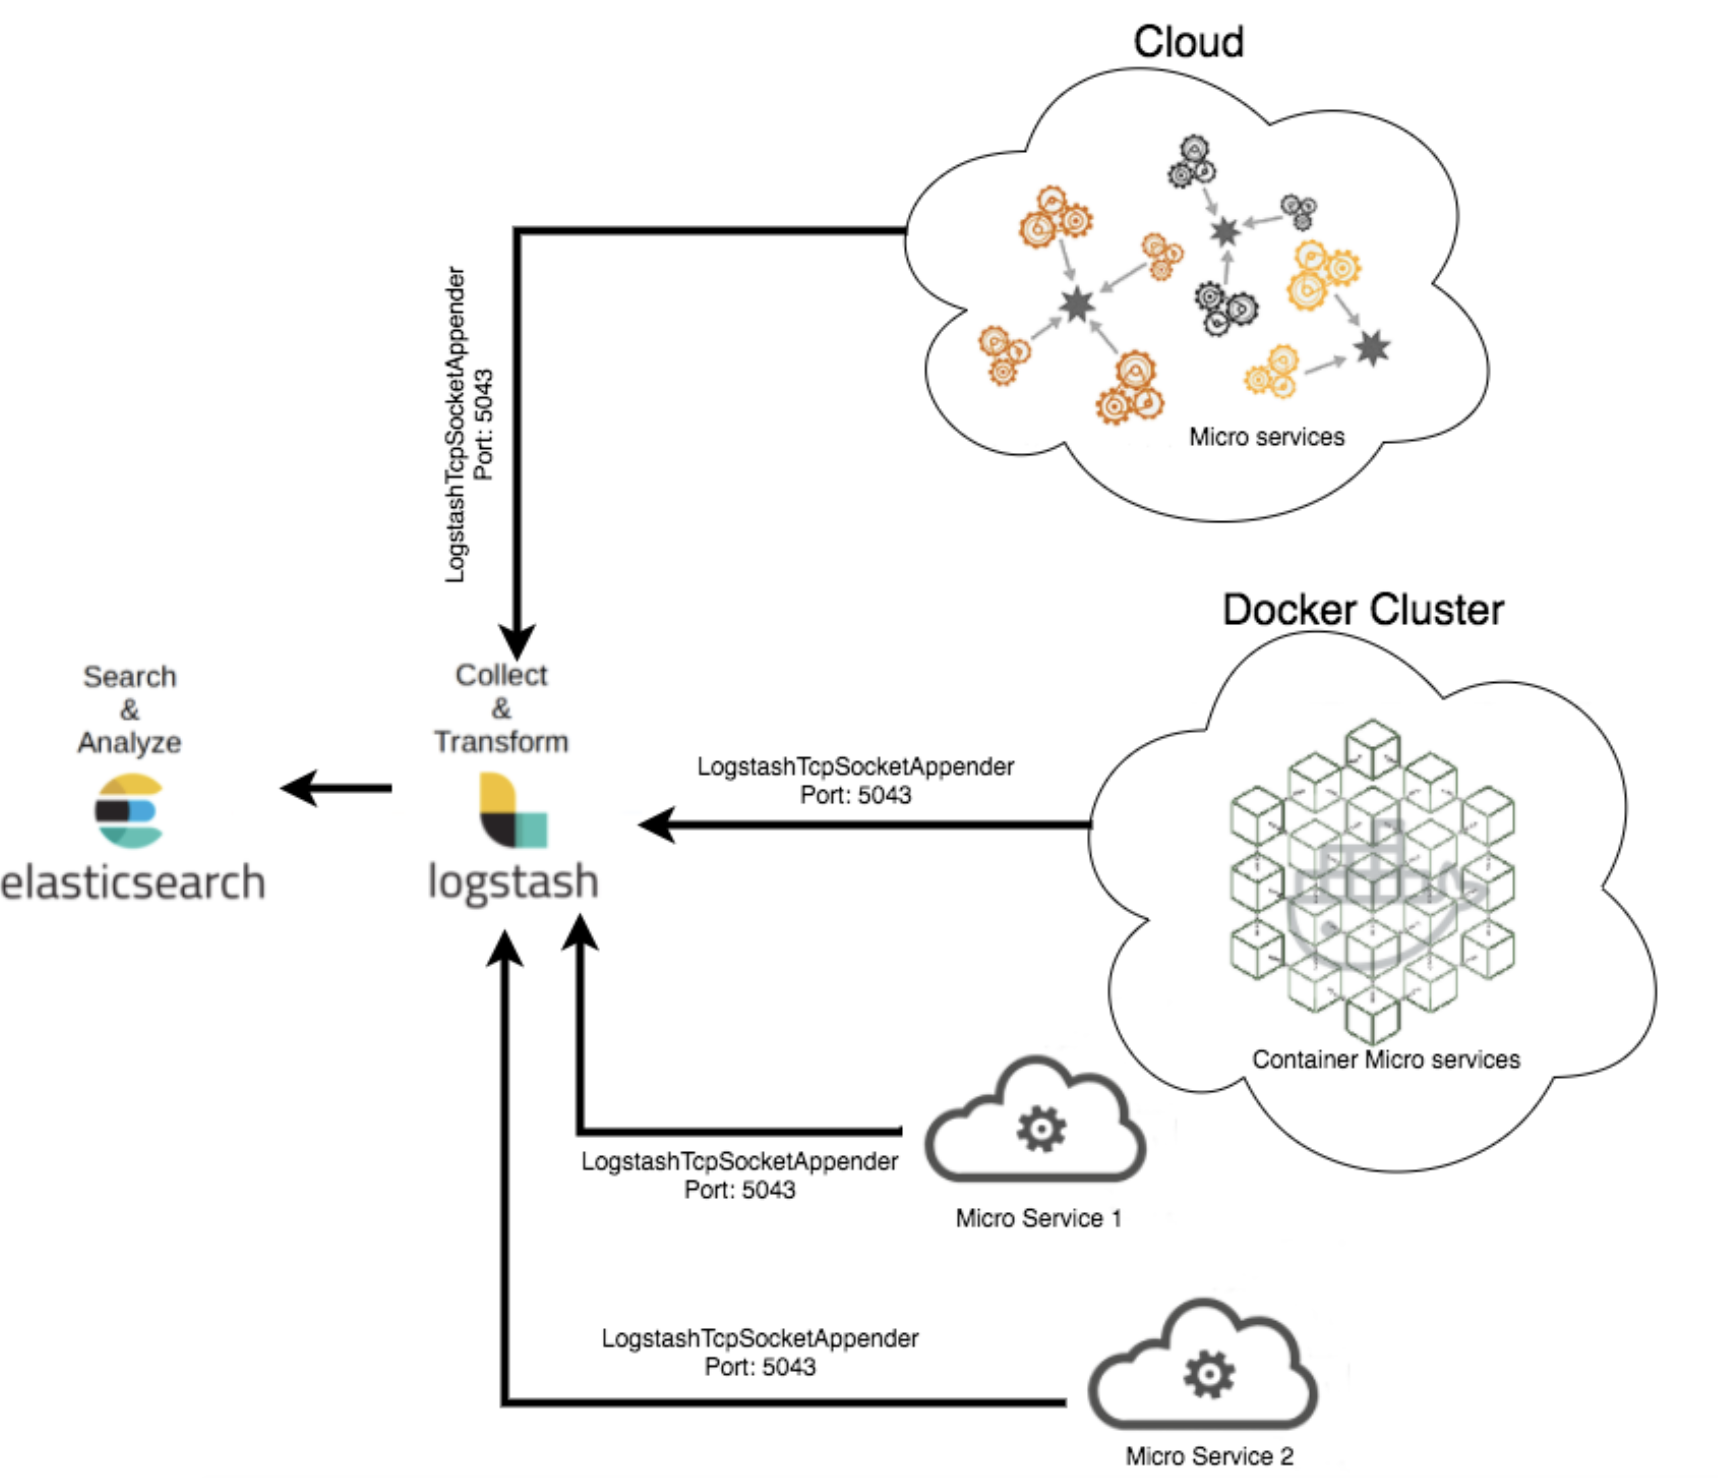 Cloud
Micro services
LogstashTcpSocketAppender
Port: 5043
Docker Cluster
Search
&
Analyze
elasticsearch
Collect
&
Transform
logstash
LogstashTcpSocketAppender
Port: 5043
Container Micro services
LogstashTcpSocketAppender
Port: 5043
Micro Service 1
LogstashTcpSocketAppender
Port: 5043
Micro Service 2